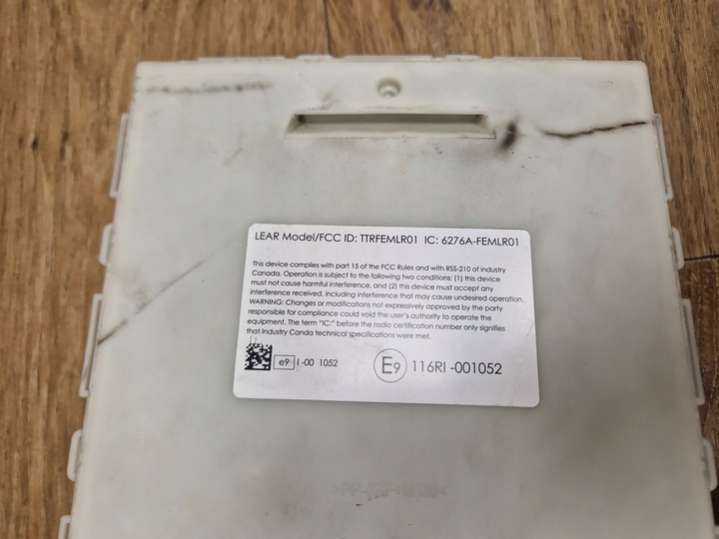 LEAR Model/FCC ID: TTRFEMLR01 IC: 6276A-FEMLR01
This device complies with part 15 of the FCC Rules and with RSS-210 of Industry
Canada. Operation is subject to the following two conditions: (1) this device
must not cause harmful interference, and (2) this device must accept any
interference received, including interference that may cause undesired operation.
WARNING: Changes or modifications not expressively approved by the party
responsible for compliance could void the user's authority to operate the
equipment. The term "IC:" before the radio certification number only signifies
that Industry Canda technical specifications were met.
e9 I -00 1052
E9 116RI -001052